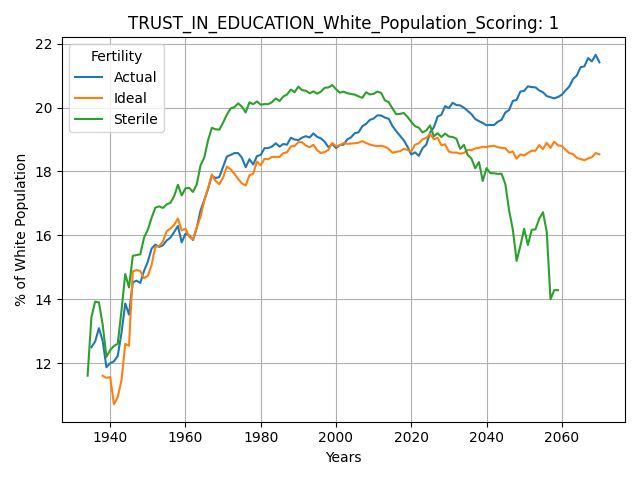 TRUST_IN_EDUCATION_White_Population_Scoring: 1
Fertility
Actual
Ideal
Sterile
% of White Population
22
20
18
16
14
12
1940 1960 1980 2000 2020 2040 2060
Years